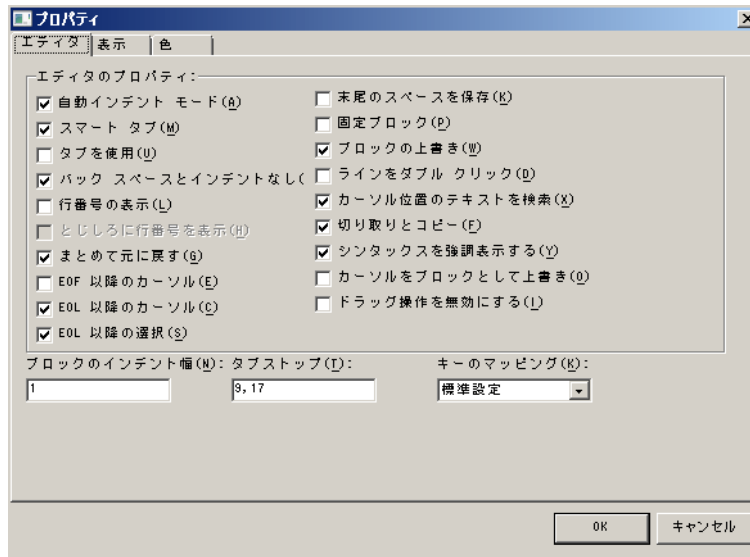 プロパティ
エディタ 表示 色
エディタのプロパティ:
自動インデント モード(A)
スマート タブ(M)
タブを使用(U)
バック スペースとインデントなし(
行番号の表示(L)
とじしろに行番号を表示(H)
まとめて元に戻す(G)
EOF 以降のカーソル(E)
EOL 以降のカーソル(C)
EOL 以降の選択(S)
末尾のスペースを保存(K)
固定ブロック(P)
ブロックの上書き(W)
ラインをダブル クリック(D)
カーソル位置のテキストを検索(X)
切り取りとコピー(F)
シンタックスを強調表示する(Y)
カーソルをブロックとして上書き(O)
ドラッグ操作を無効にする(I)
ブロックのインデント幅(N): タブストップ(T): キーのマッピング(K):
1 9,17 標準設定
OK キャンセル